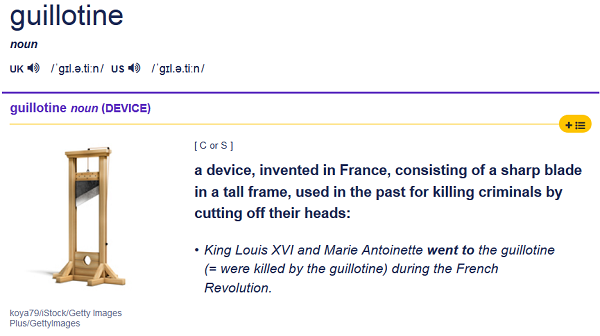 guillotine
noun
UK /ˈɡɪl.ə.tiːn/ US /ˈɡɪl.ə.tiːn/
guillotine noun (DEVICE)
[ C or S ]
a device, invented in France, consisting of a sharp blade
in a tall frame, used in the past for killing criminals by
cutting off their heads:
• King Louis XVI and Marie Antoinette went to the guillotine
(= were killed by the guillotine) during the French
Revolution.
koya79/iStock/Getty Images
Plus/GettyImages